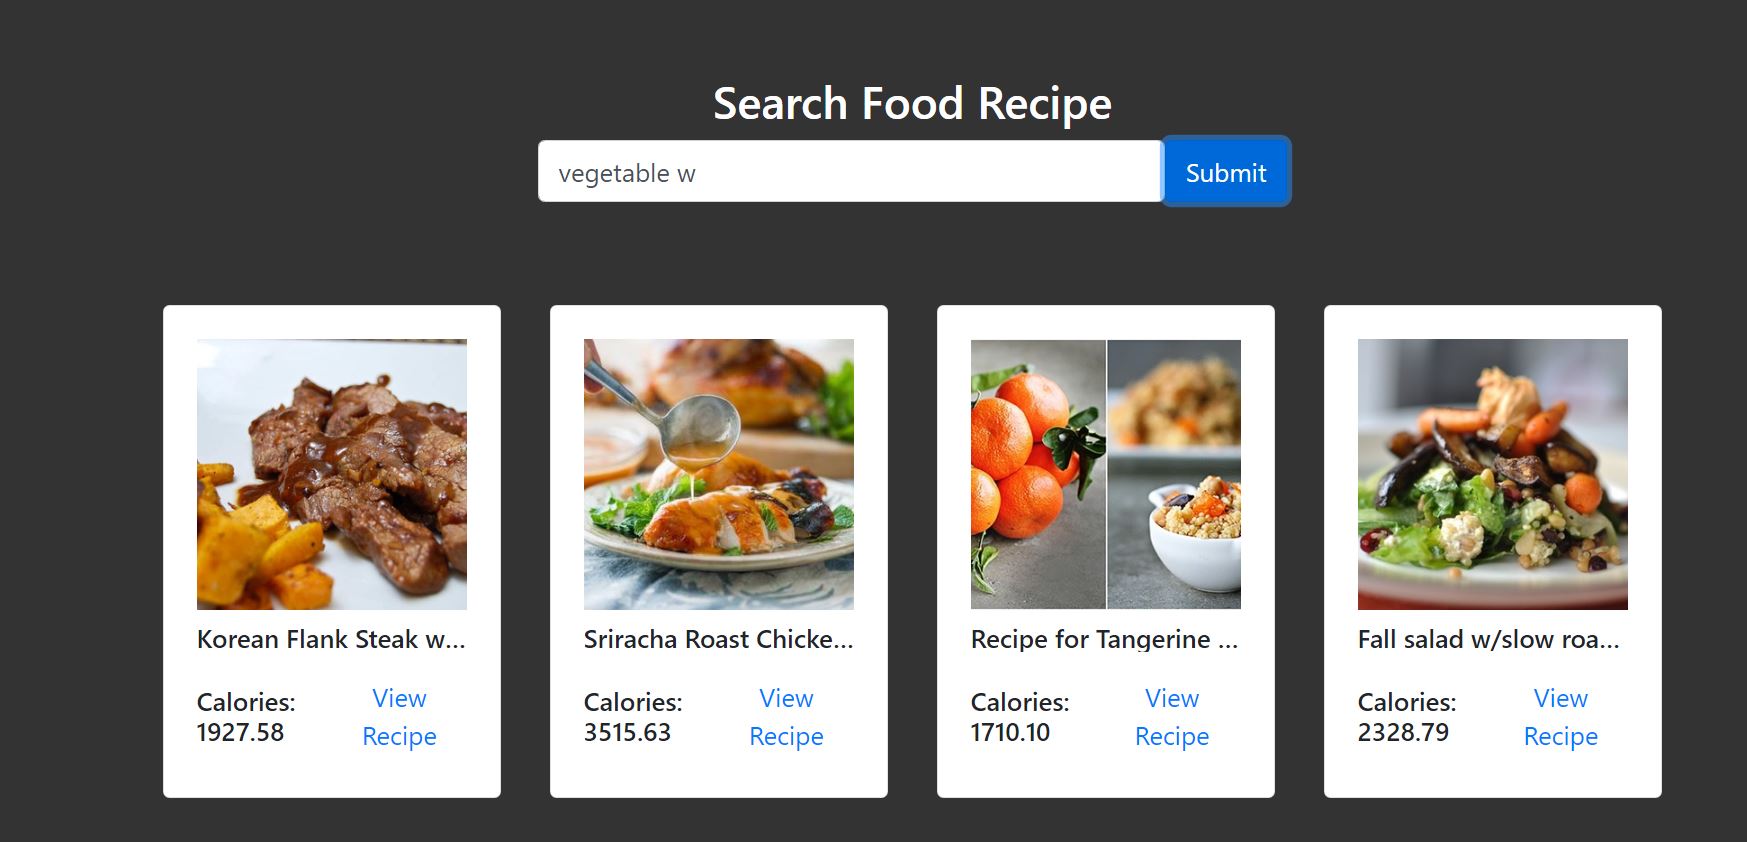 Search Food Recipe
vegetable w
Submit
Korean Flank Steak w...
Calories:
1927.58
View
Recipe
Sriracha Roast Chicke...
Calories:
3515.63
View
Recipe
Recipe for Tangerine ...
Calories:
1710.10
View
Recipe
Fall salad w/slow roa...
Calories:
2328.79
View
Recipe